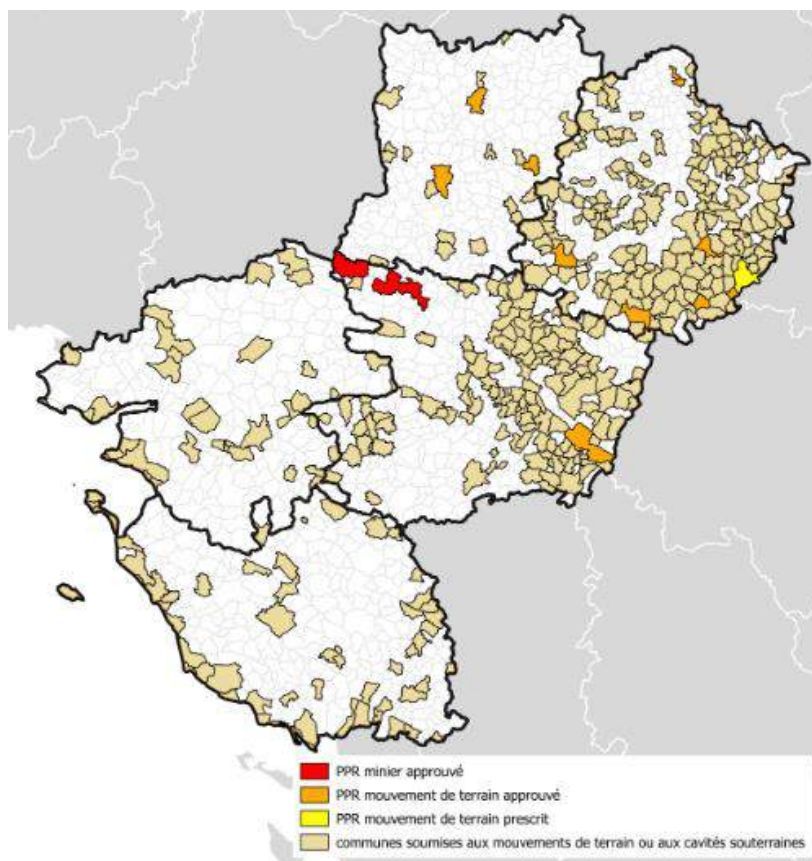 PPR minier approuvé
PPR mouvement de terrain approuvé
PPR mouvement de terrain prescrit
communes soumises aux mouvements de terrain ou aux cavités souterraines